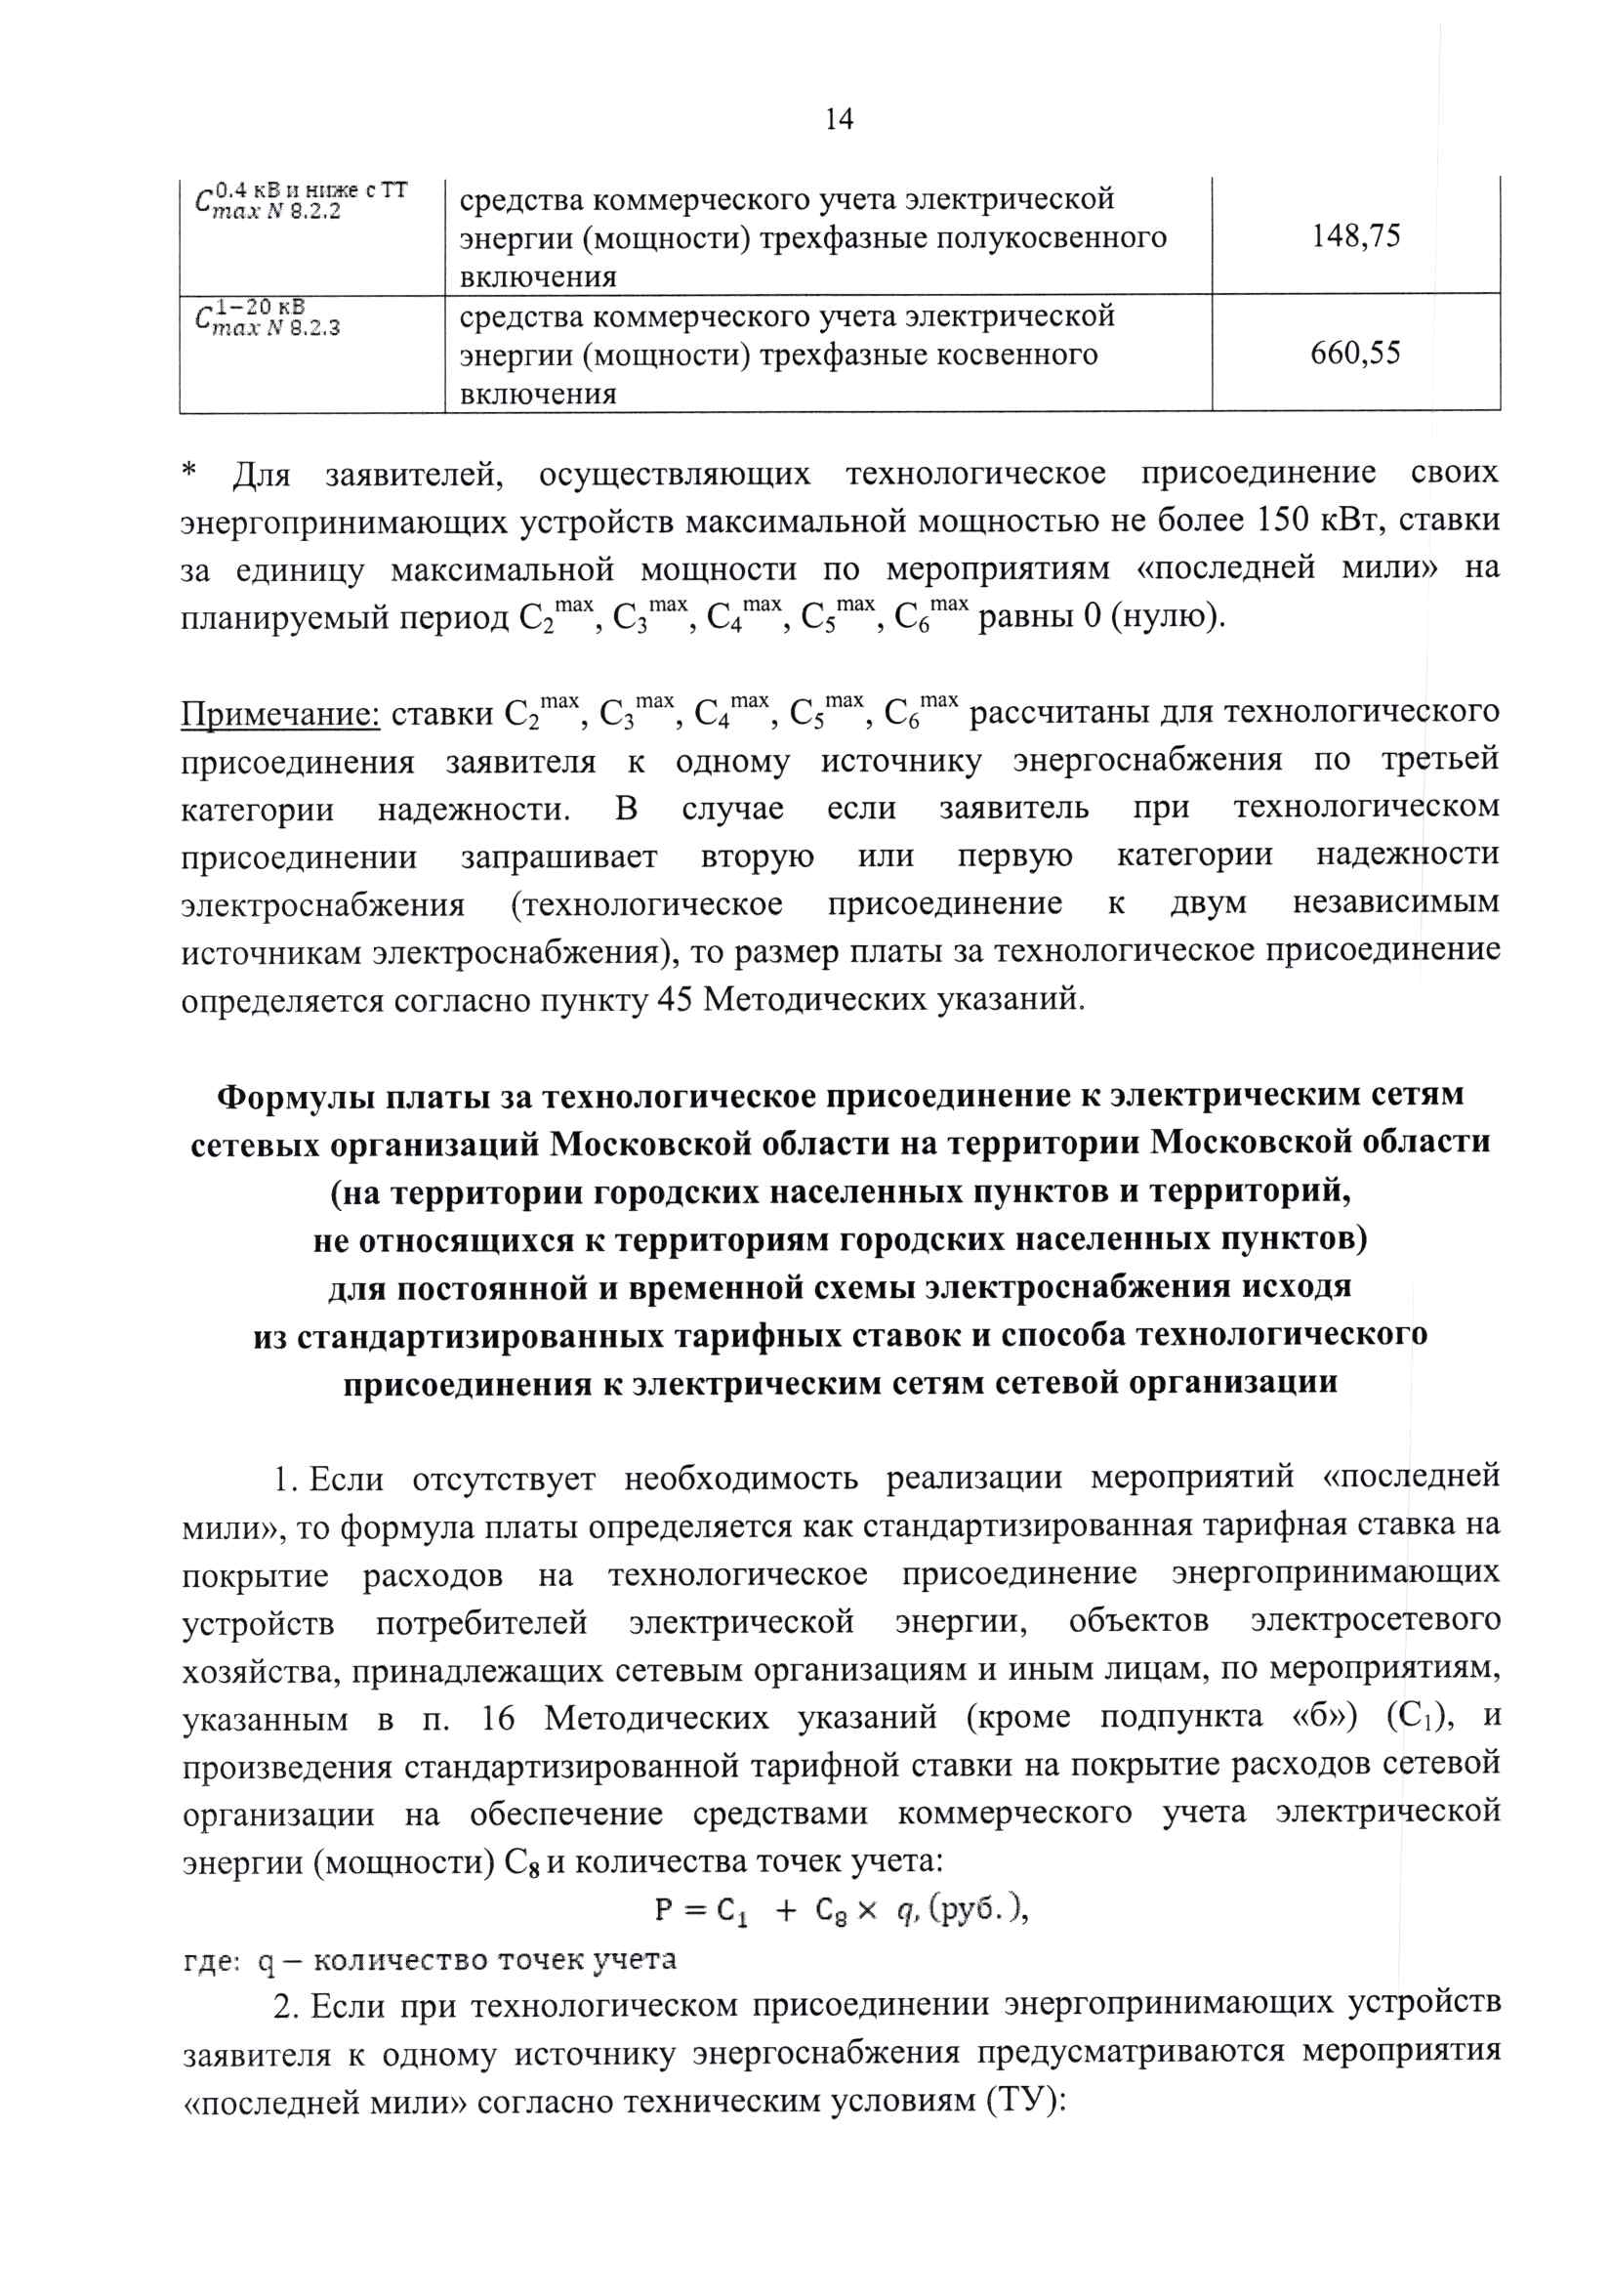 14
C 0.4 кВ и ниже с ТТ max N 8.2.2
средства коммерческого учета электрической
энергии (мощности) трехфазные полукосвенного
включения
148,75
C 1–20 кВ max N 8.2.3
средства коммерческого учета электрической
энергии (мощности) трехфазные косвенного
включения
660,55
* Для заявителей, осуществляющих технологическое присоединение своих
энергопринимающих устройств максимальной мощностью не более 150 кВт, ставки
за единицу максимальной мощности по мероприятиям «последней мили» на
планируемый период С₂ᵐᵃˣ, С₃ᵐᵃˣ, С₄ᵐᵃˣ, С₅ᵐᵃˣ, С₆ᵐᵃˣ равны 0 (нулю).
Примечание: ставки С₂ᵐᵃˣ, С₃ᵐᵃˣ, С₄ᵐᵃˣ, С₅ᵐᵃˣ, С₆ᵐᵃˣ рассчитаны для технологического
присоединения заявителя к одному источнику энергоснабжения по третьей
категории надежности. В случае если заявитель при технологическом
присоединении запрашивает вторую или первую категории надежности
электроснабжения (технологическое присоединение к двум независимым
источникам электроснабжения), то размер платы за технологическое присоединение
определяется согласно пункту 45 Методических указаний.
Формулы платы за технологическое присоединение к электрическим сетям
сетевых организаций Московской области на территории Московской области
(на территории городских населенных пунктов и территорий,
не относящихся к территориям городских населенных пунктов)
для постоянной и временной схемы электроснабжения исходя
из стандартизированных тарифных ставок и способа технологического
присоединения к электрическим сетям сетевой организации
1. Если отсутствует необходимость реализации мероприятий «последней
мили», то формула платы определяется как стандартизированная тарифная ставка на
покрытие расходов на технологическое присоединение энергопринимающих
устройств потребителей электрической энергии, объектов электросетевого
хозяйства, принадлежащих сетевым организациям и иным лицам, по мероприятиям,
указанным в п. 16 Методических указаний (кроме подпункта «б») (С₁), и
произведения стандартизированной тарифной ставки на покрытие расходов сетевой
организации на обеспечение средствами коммерческого учета электрической
энергии (мощности) С₈ и количества точек учета:
P = C₁ + C₈ × q, (руб.),
где: q – количество точек учета
2. Если при технологическом присоединении энергопринимающих устройств
заявителя к одному источнику энергоснабжения предусматриваются мероприятия
«последней мили» согласно техническим условиям (ТУ):